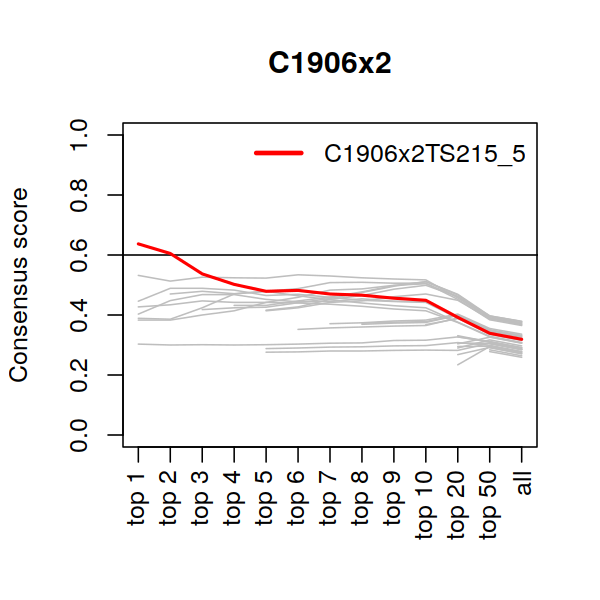 C1906x2
C1906x2TS215_5
Consensus score
1.0
0.8
0.6
0.4
0.2
0.0
top 1
top 2
top 3
top 4
top 5
top 6
top 7
top 8
top 9
top 10
top 20
top 50
all